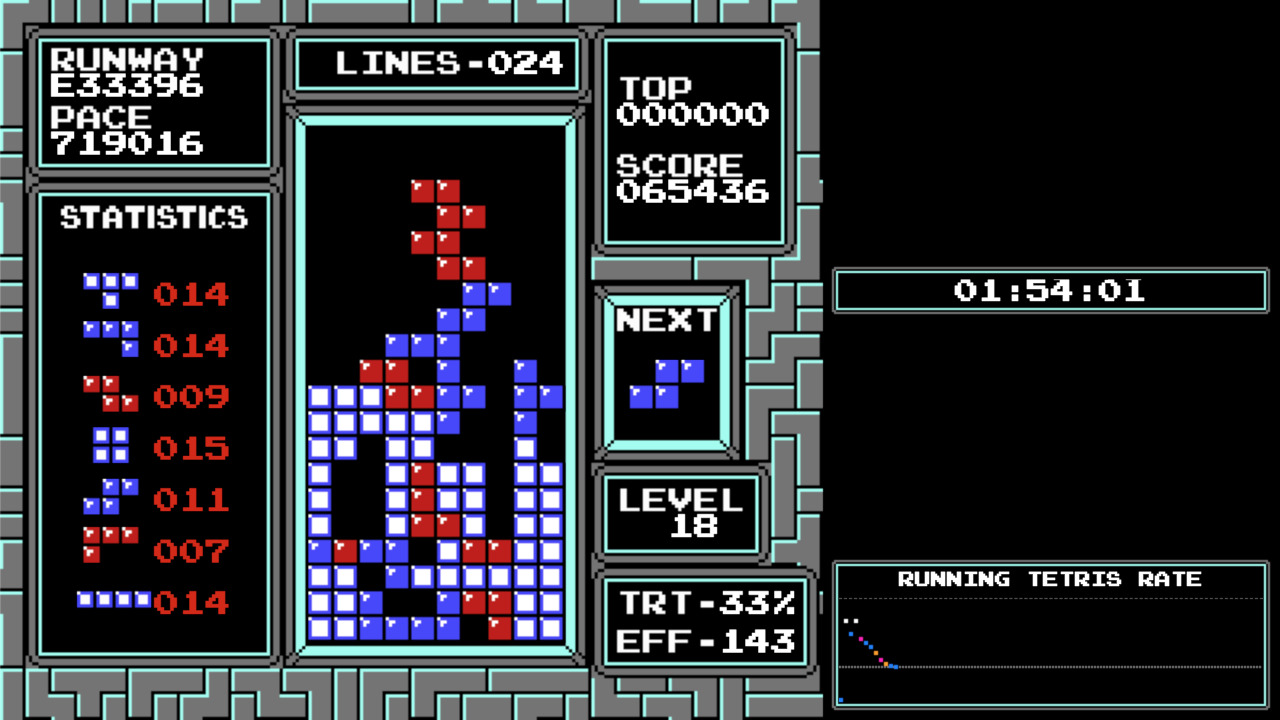 RUNWAY
E33396
PACE
719016
LINES-024
TOP
000000
SCORE
065436
STATISTICS
014
014
009
015
011
007
014
NEXT
LEVEL
18
TRT-33%
EFF-143
01:54:01
RUNNING TETRIS RATE